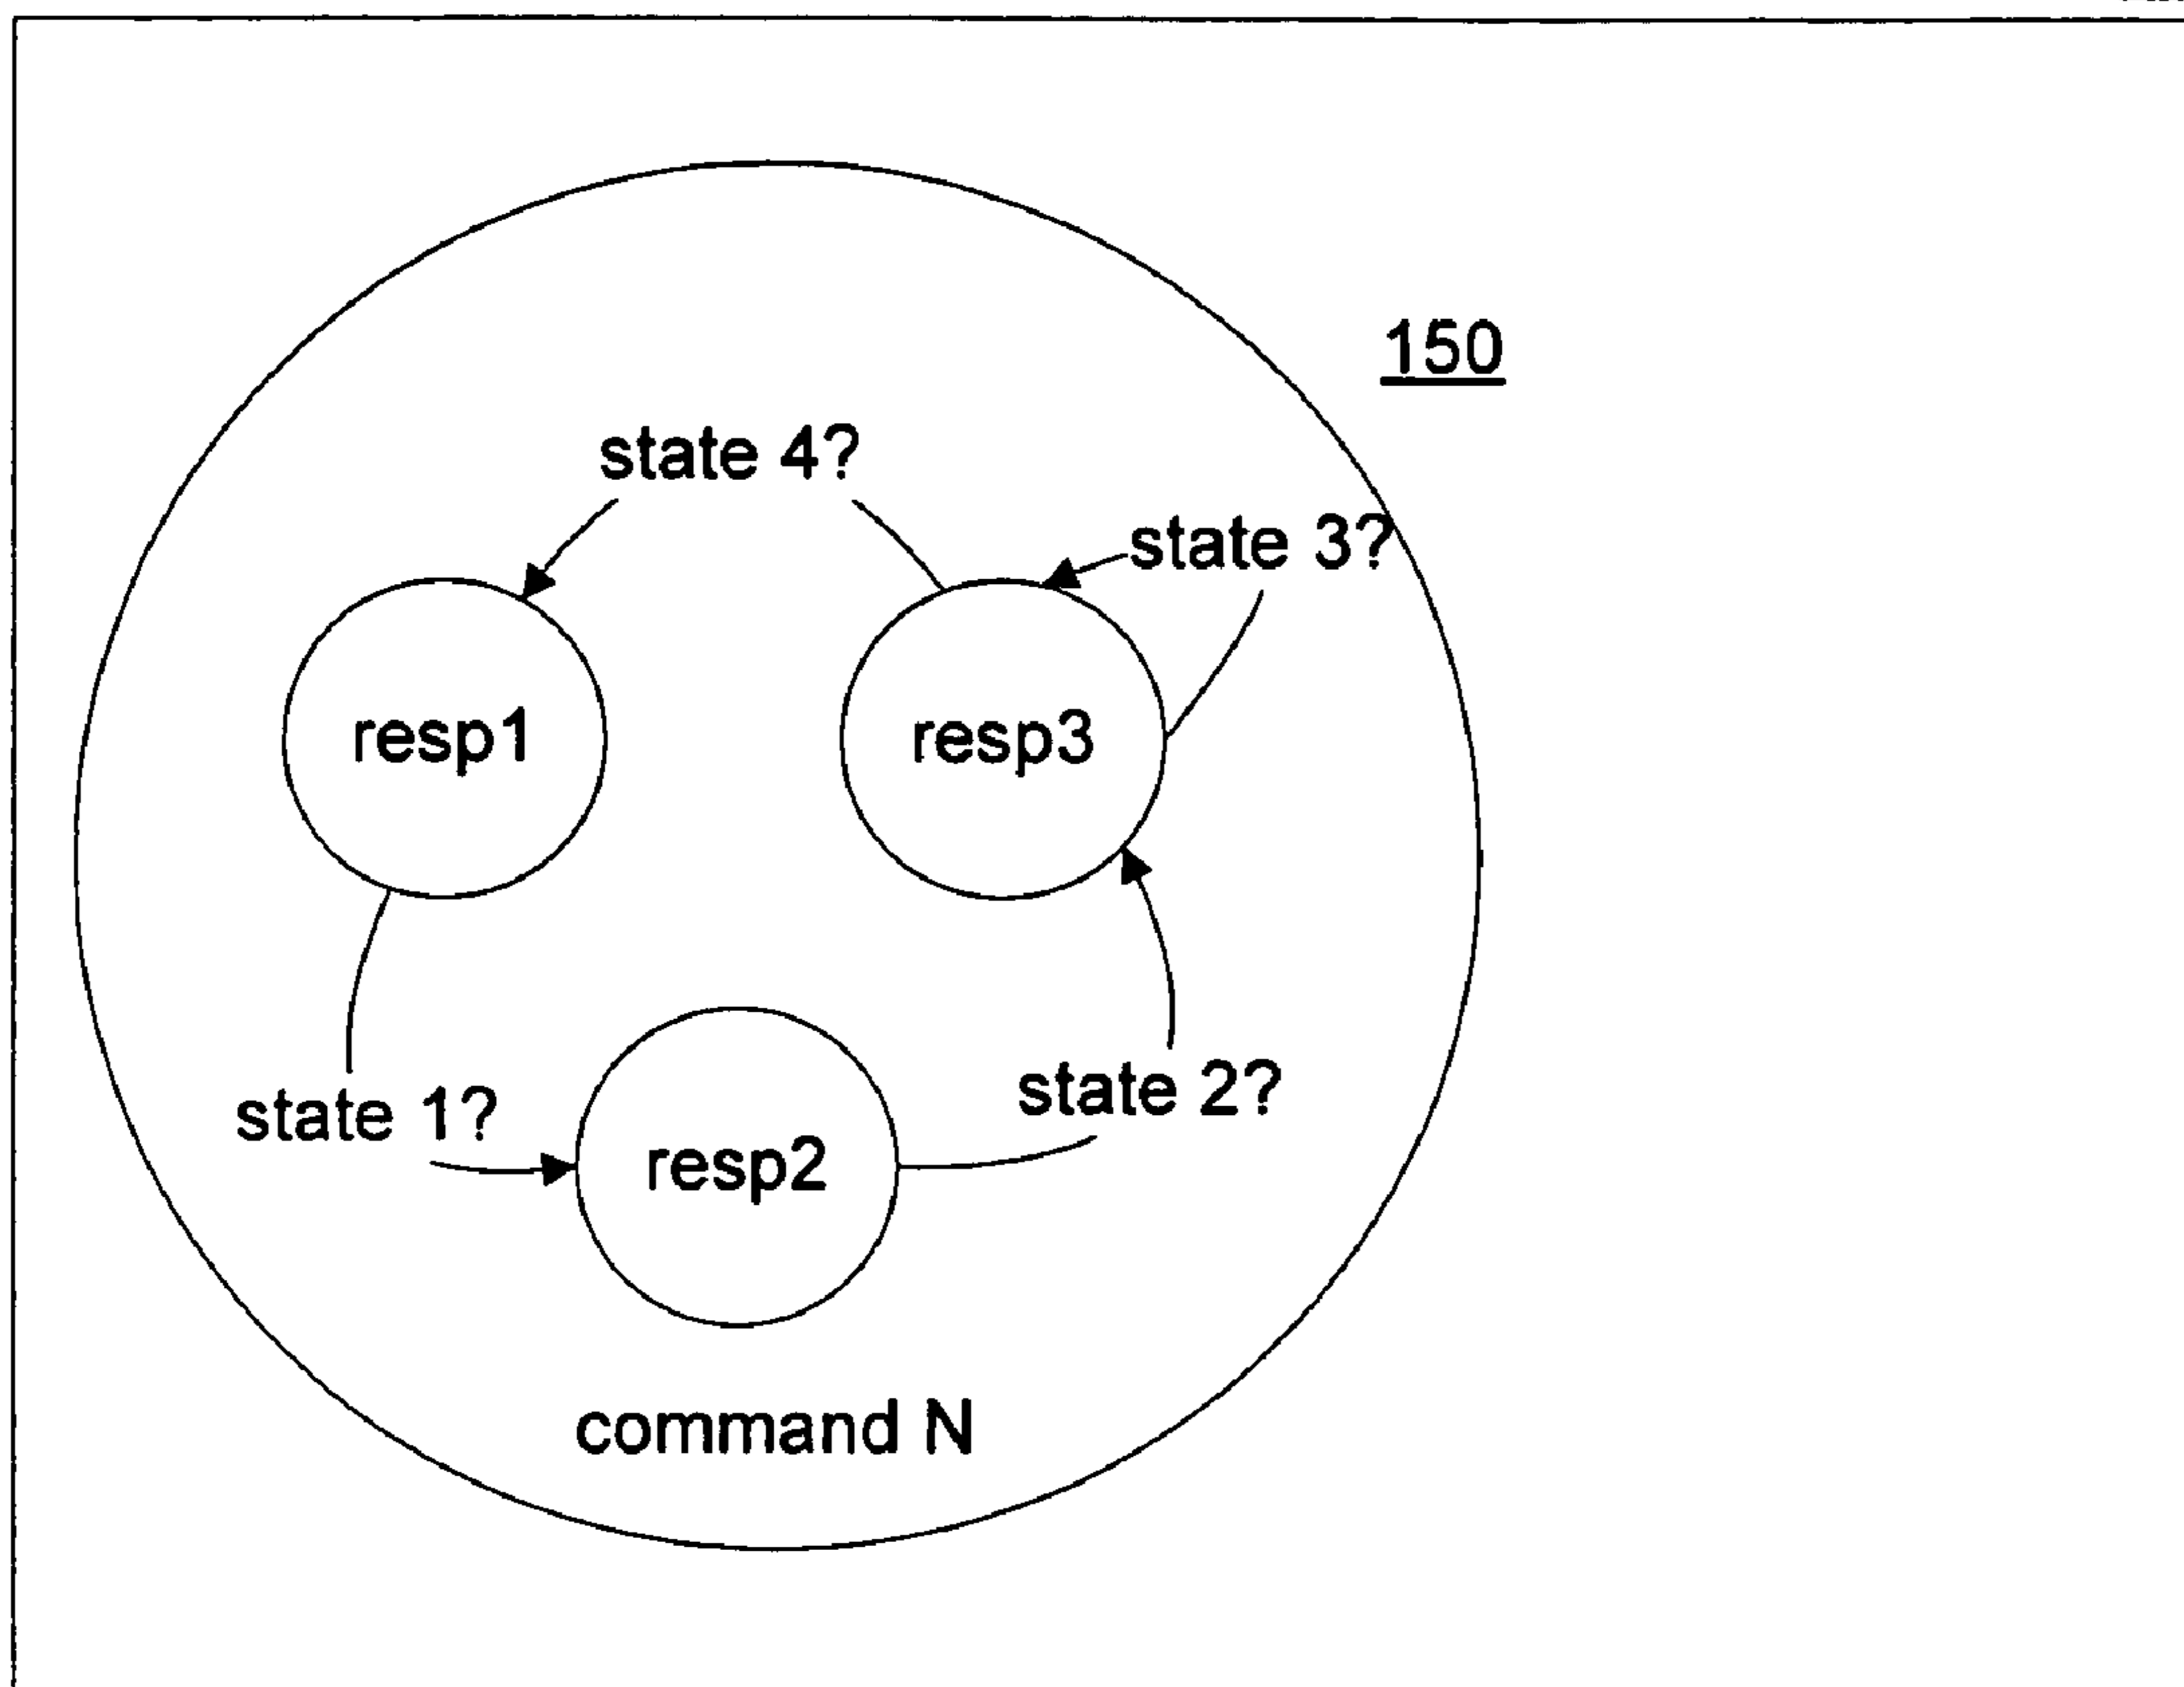 150
state 4?
state 3?
resp1
resp3
state 2?
state 1?
resp2
command N